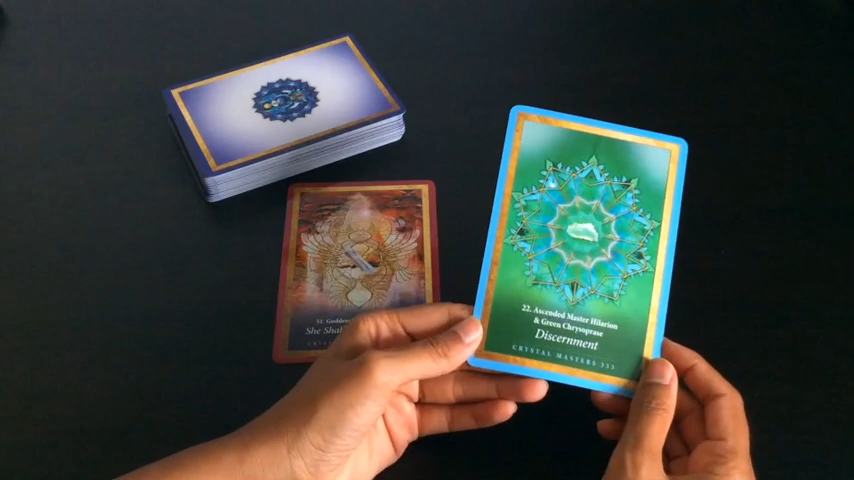 51. Goddess
She Shal
22. Ascended Master Hilarion
& Green Chrysoprase
Discernment
CRYSTAL MASTERS 333